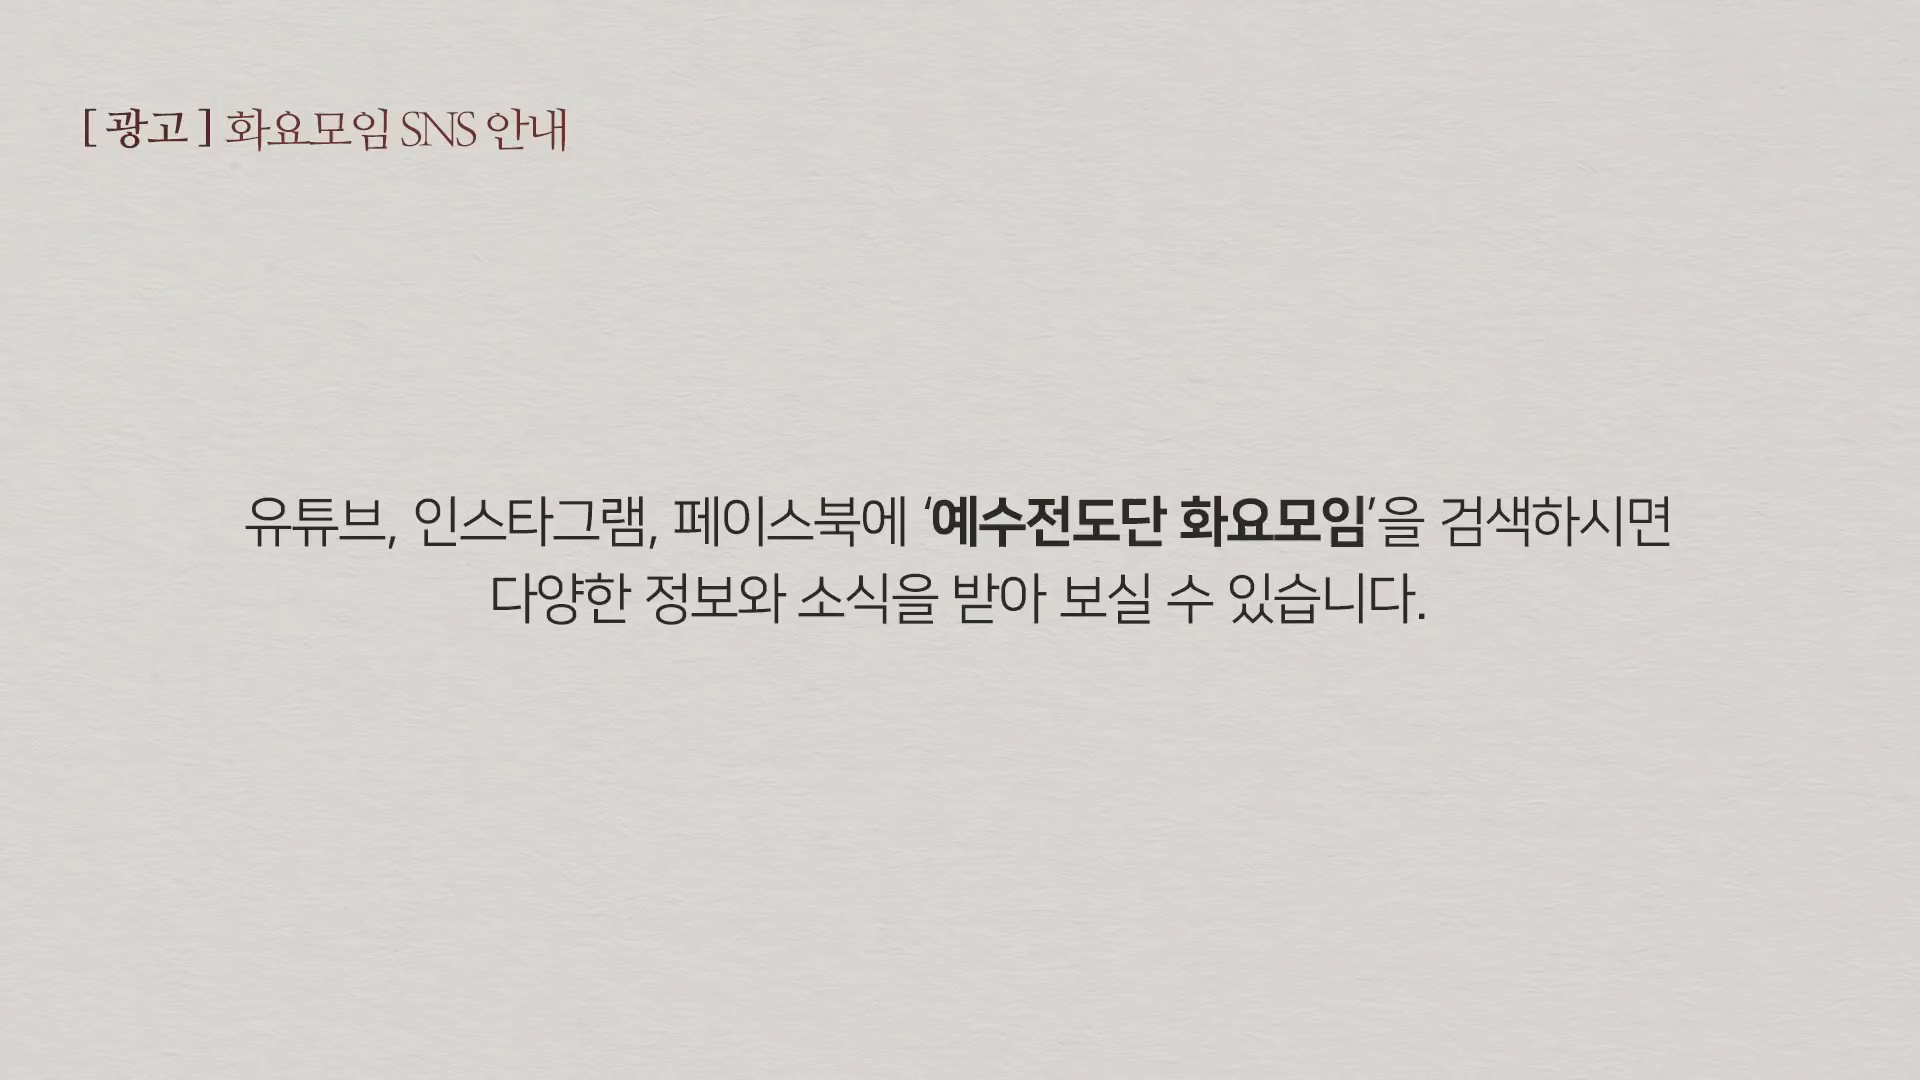 [ 광고 ] 화요모임 SNS 안내
유튜브, 인스타그램, 페이스북에 ‘예수전도단 화요모임’을 검색하시면
다양한 정보와 소식을 받아 보실 수 있습니다.